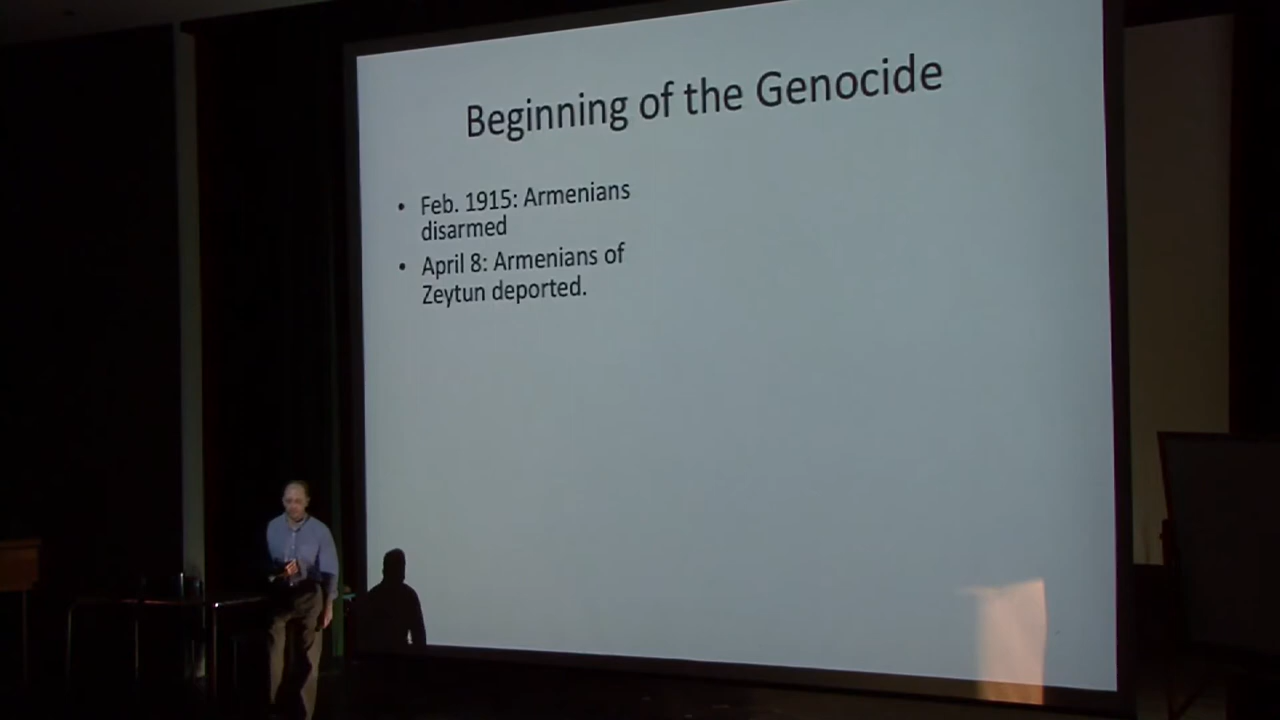 Beginning of the Genocide
• Feb. 1915: Armenians
disarmed
• April 8: Armenians of
Zeytun deported.